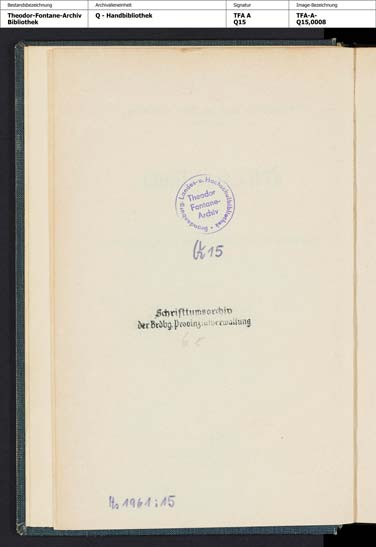 Bestandsbezeichnung Archivalieneinheit Signatur Image-Bezeichnung
Theodor-Fontane-Archiv Q - Handbibliothek TFA A TFA-A-
Bibliothek Q15 Q15,0008
Brandenburg. Landes- u. Hochschulbibliothek
Theodor
Fontane-
Archiv
Q 15
Schrifttumsarchiv
der Brdbg. Provinzialverwaltung
1961:15